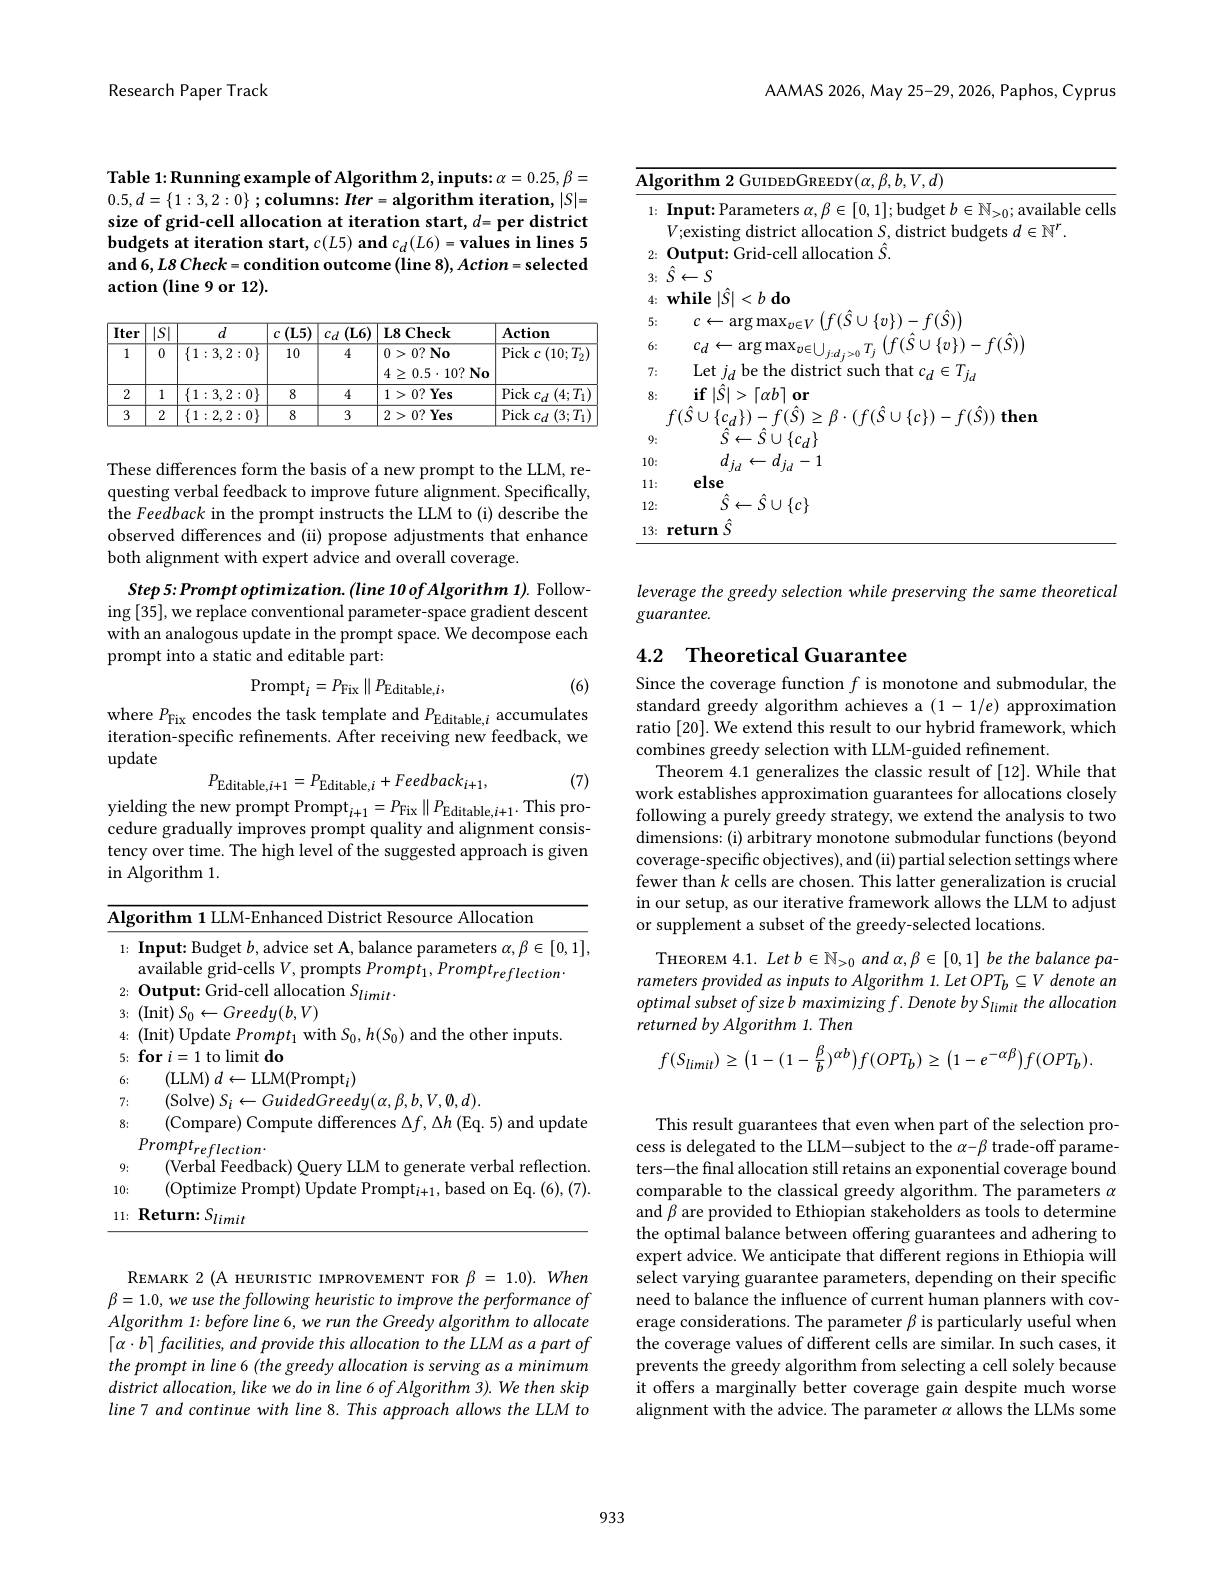 Research Paper Track
AAMAS 2026, May 25–29, 2026, Paphos, Cyprus
Table 1: Running example of Algorithm 2, inputs: α = 0.25, β =
0.5, d = {1 : 3, 2 : 0} ; columns: Iter = algorithm iteration, |S|=
size of grid-cell allocation at iteration start, d= per district
budgets at iteration start, c(L5) and c_d(L6) = values in lines 5
and 6, L8 Check = condition outcome (line 8), Action = selected
action (line 9 or 12).
Iter |S| d c (L5) c_d (L6) L8 Check Action
1 0 {1 : 3, 2 : 0} 10 4 0 > 0? No Pick c (10; T_2)
4 ≥ 0.5 · 10? No
2 1 {1 : 3, 2 : 0} 8 4 1 > 0? Yes Pick c_d (4; T_1)
3 2 {1 : 2, 2 : 0} 8 3 2 > 0? Yes Pick c_d (3; T_1)
These differences form the basis of a new prompt to the LLM, re-
questing verbal feedback to improve future alignment. Specifically,
the Feedback in the prompt instructs the LLM to (i) describe the
observed differences and (ii) propose adjustments that enhance
both alignment with expert advice and overall coverage.
Step 5: Prompt optimization. (line 10 of Algorithm 1). Follow-
ing [35], we replace conventional parameter-space gradient descent
with an analogous update in the prompt space. We decompose each
prompt into a static and editable part:
Prompt_i = P_Fix ∥ P_Editable,i, (6)
where P_Fix encodes the task template and P_Editable,i accumulates
iteration-specific refinements. After receiving new feedback, we
update
P_Editable,i+1 = P_Editable,i + Feedback_i+1, (7)
yielding the new prompt Prompt_i+1 = P_Fix ∥ P_Editable,i+1. This pro-
cedure gradually improves prompt quality and alignment consis-
tency over time. The high level of the suggested approach is given
in Algorithm 1.
Algorithm 1 LLM-Enhanced District Resource Allocation
1: Input: Budget b, advice set A, balance parameters α, β ∈ [0, 1],
available grid-cells V, prompts Prompt_1, Prompt_reflection.
2: Output: Grid-cell allocation S_limit.
3: (Init) S_0 ← Greedy(b, V)
4: (Init) Update Prompt_1 with S_0, h(S_0) and the other inputs.
5: for i = 1 to limit do
6: (LLM) d ← LLM(Prompt_i)
7: (Solve) S_i ← GuidedGreedy(α, β, b, V, ∅, d).
8: (Compare) Compute differences Δf, Δh (Eq. 5) and update
Prompt_reflection.
9: (Verbal Feedback) Query LLM to generate verbal reflection.
10: (Optimize Prompt) Update Prompt_i+1, based on Eq. (6), (7).
11: Return: S_limit
Remark 2 (A heuristic improvement for β = 1.0). When
β = 1.0, we use the following heuristic to improve the performance of
Algorithm 1: before line 6, we run the Greedy algorithm to allocate
⌈α · b⌉ facilities, and provide this allocation to the LLM as a part of
the prompt in line 6 (the greedy allocation is serving as a minimum
district allocation, like we do in line 6 of Algorithm 3). We then skip
line 7 and continue with line 8. This approach allows the LLM to
Algorithm 2 GuidedGreedy(α, β, b, V, d)
1: Input: Parameters α, β ∈ [0, 1]; budget b ∈ ℕ_>0; available cells
V;existing district allocation S, district budgets d ∈ ℕ^r.
2: Output: Grid-cell allocation Ŝ.
3: Ŝ ← S
4: while |Ŝ| < b do
5: c ← arg max_v∈V (f(Ŝ ∪ {v}) − f(Ŝ))
6: c_d ← arg max_v∈⋃_j:d_j>0 T_j (f(Ŝ ∪ {v}) − f(Ŝ))
7: Let j_d be the district such that c_d ∈ T_j_d
8: if |Ŝ| > ⌈αb⌉ or
f(Ŝ ∪ {c_d}) − f(Ŝ) ≥ β · (f(Ŝ ∪ {c}) − f(Ŝ)) then
9: Ŝ ← Ŝ ∪ {c_d}
10: d_j_d ← d_j_d − 1
11: else
12: Ŝ ← Ŝ ∪ {c}
13: return Ŝ
leverage the greedy selection while preserving the same theoretical
guarantee.
4.2 Theoretical Guarantee
Since the coverage function f is monotone and submodular, the
standard greedy algorithm achieves a (1 − 1/e) approximation
ratio [20]. We extend this result to our hybrid framework, which
combines greedy selection with LLM-guided refinement.
Theorem 4.1 generalizes the classic result of [12]. While that
work establishes approximation guarantees for allocations closely
following a purely greedy strategy, we extend the analysis to two
dimensions: (i) arbitrary monotone submodular functions (beyond
coverage-specific objectives), and (ii) partial selection settings where
fewer than k cells are chosen. This latter generalization is crucial
in our setup, as our iterative framework allows the LLM to adjust
or supplement a subset of the greedy-selected locations.
Theorem 4.1. Let b ∈ ℕ_>0 and α, β ∈ [0, 1] be the balance pa-
rameters provided as inputs to Algorithm 1. Let OPT_b ⊆ V denote an
optimal subset of size b maximizing f. Denote by S_limit the allocation
returned by Algorithm 1. Then
f(S_limit) ≥ (1 − (1 − β/b)^αb) f(OPT_b) ≥ (1 − e^−αβ) f(OPT_b).
This result guarantees that even when part of the selection pro-
cess is delegated to the LLM—subject to the α–β trade-off parame-
ters—the final allocation still retains an exponential coverage bound
comparable to the classical greedy algorithm. The parameters α
and β are provided to Ethiopian stakeholders as tools to determine
the optimal balance between offering guarantees and adhering to
expert advice. We anticipate that different regions in Ethiopia will
select varying guarantee parameters, depending on their specific
need to balance the influence of current human planners with cov-
erage considerations. The parameter β is particularly useful when
the coverage values of different cells are similar. In such cases, it
prevents the greedy algorithm from selecting a cell solely because
it offers a marginally better coverage gain despite much worse
alignment with the advice. The parameter α allows the LLMs some
933